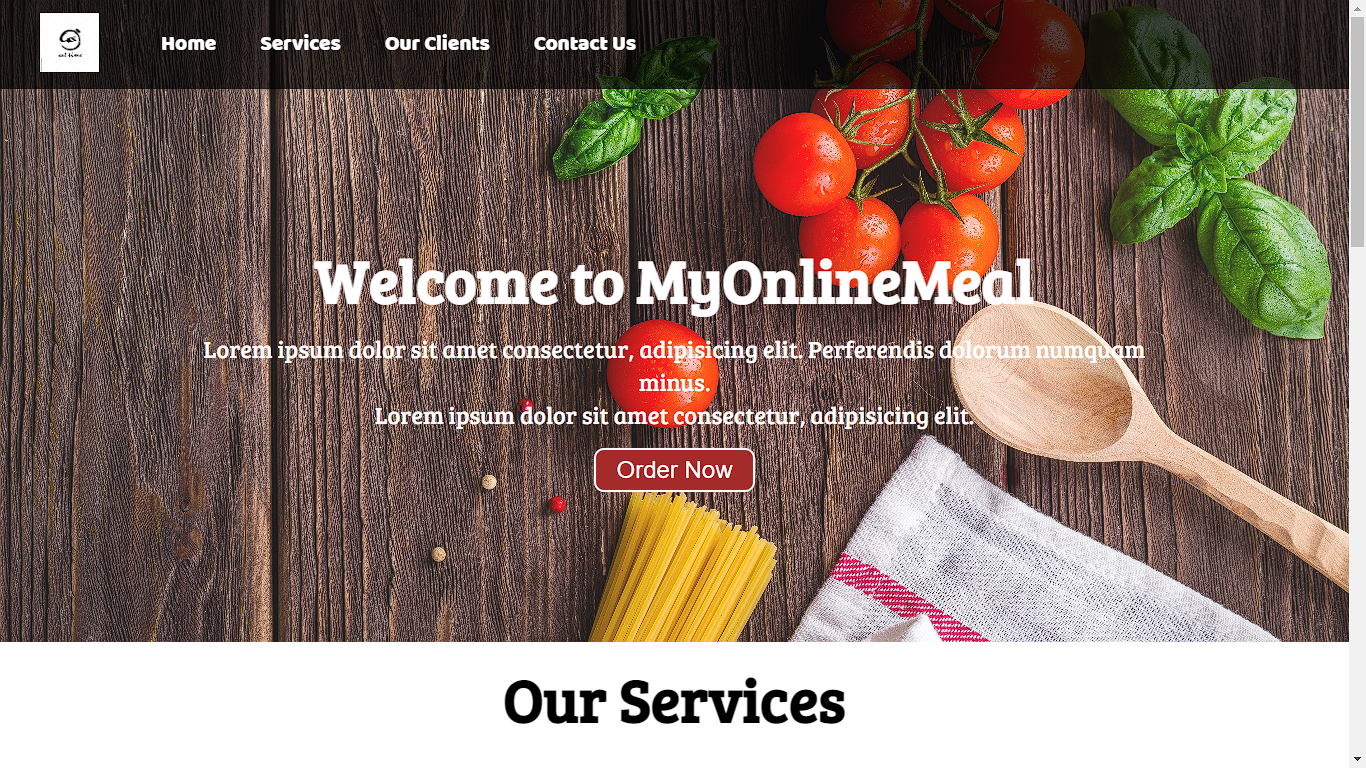 Home Services Our Clients Contact Us
Welcome to MyOnlineMeal
Lorem ipsum dolor sit amet consectetur, adipisicing elit. Perferendis dolorum numquam
minus.
Lorem ipsum dolor sit amet consectetur, adipisicing elit.
Order Now
Our Services